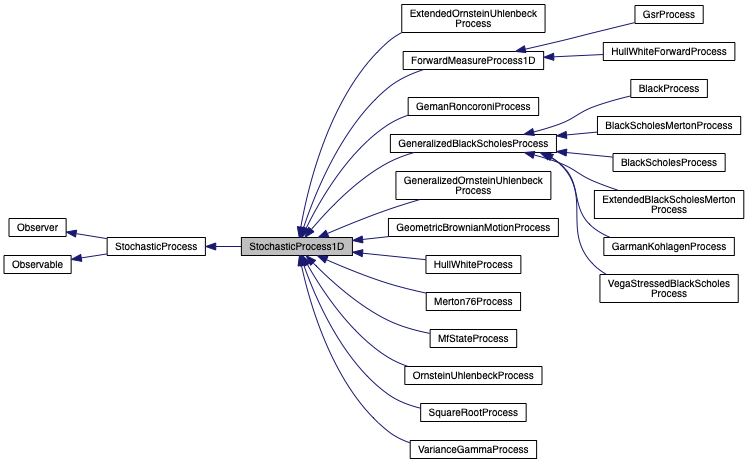 Observer
Observable
StochasticProcess
StochasticProcess1D
ExtendedOrnsteinUhlenbeck
Process
ForwardMeasureProcess1D
GemanRoncoroniProcess
GeneralizedBlackScholesProcess
GeneralizedOrnsteinUhlenbeck
Process
GeometricBrownianMotionProcess
HullWhiteProcess
Merton76Process
MfStateProcess
OrnsteinUhlenbeckProcess
SquareRootProcess
VarianceGammaProcess
GsrProcess
HullWhiteForwardProcess
BlackProcess
BlackScholesMertonProcess
BlackScholesProcess
ExtendedBlackScholesMerton
Process
GarmanKohlagenProcess
VegaStressedBlackScholes
Process